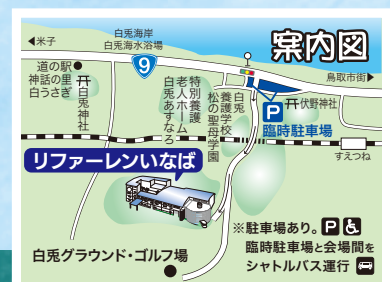 案内図
◀米子
白兎海岸
白兎海水浴場
9
鳥取市街▶
道の駅
神話の里
白うさぎ
白兎神社
特別養護
老人ホーム
白兎あすなろ
白兎
養護学校
松の聖母学園
P
臨時駐車場
伏野神社
すえつね
リファーレンいなば
白兎グラウンド・ゴルフ場
※駐車場あり。P
臨時駐車場と会場間を
シャトルバス運行